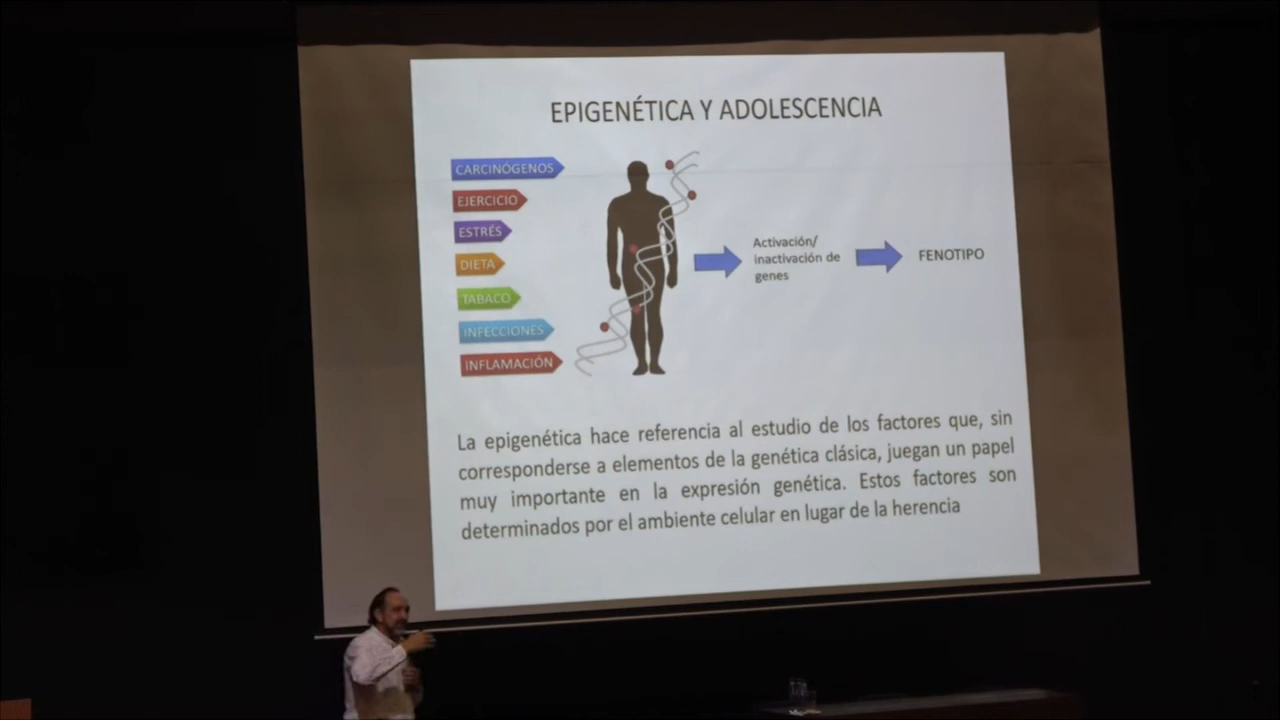 EPIGENÉTICA Y ADOLESCENCIA
CARCINÓGENOS
EJERCICIO
ESTRÉS
DIETA
TABACO
INFECCIONES
INFLAMACIÓN
Activación/
inactivación de
genes
FENOTIPO
La epigenética hace referencia al estudio de los factores que, sin
corresponderse a elementos de la genética clásica, juegan un papel
muy importante en la expresión genética. Estos factores son
determinados por el ambiente celular en lugar de la herencia